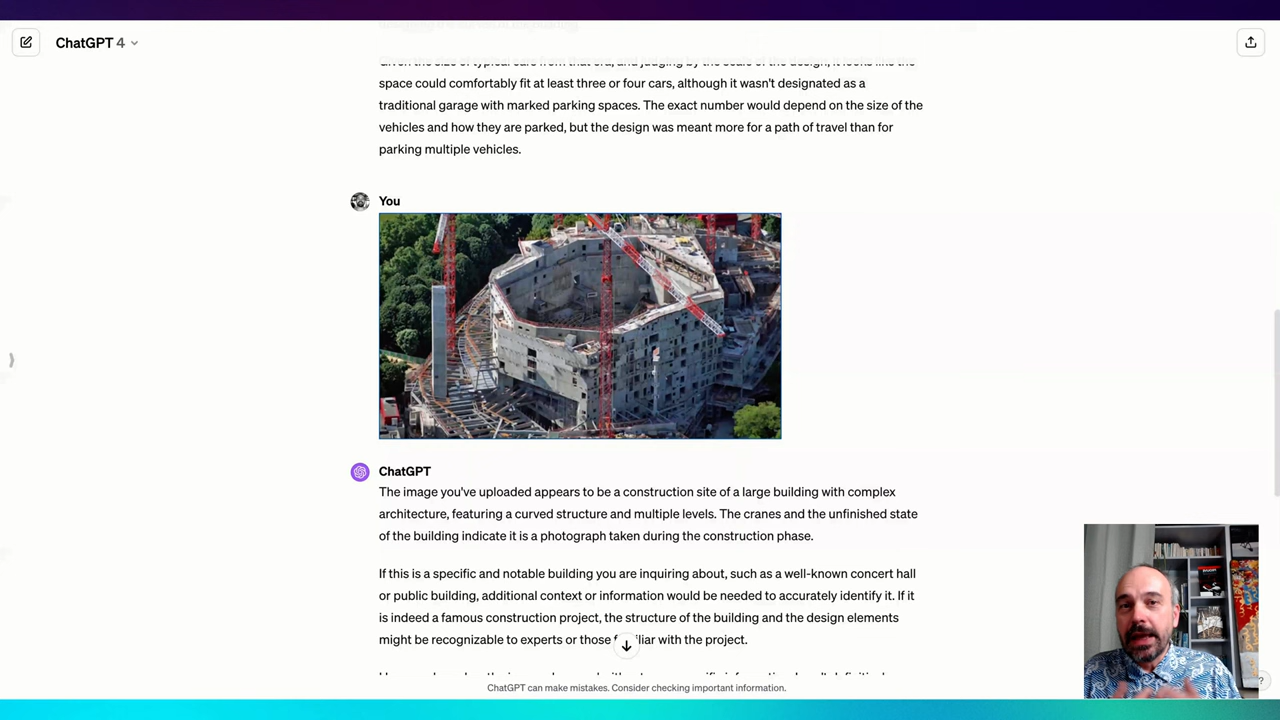 ChatGPT 4
space could comfortably fit at least three or four cars, although it wasn't designated as a
traditional garage with marked parking spaces. The exact number would depend on the size of the
vehicles and how they are parked, but the design was meant more for a path of travel than for
parking multiple vehicles.
You
ChatGPT
The image you've uploaded appears to be a construction site of a large building with complex
architecture, featuring a curved structure and multiple levels. The cranes and the unfinished state
of the building indicate it is a photograph taken during the construction phase.
If this is a specific and notable building you are inquiring about, such as a well-known concert hall
or public building, additional context or information would be needed to accurately identify it. If it
is indeed a famous construction project, the structure of the building and the design elements
might be recognizable to experts or those with the project.
ChatGPT can make mistakes. Consider checking important information.
?